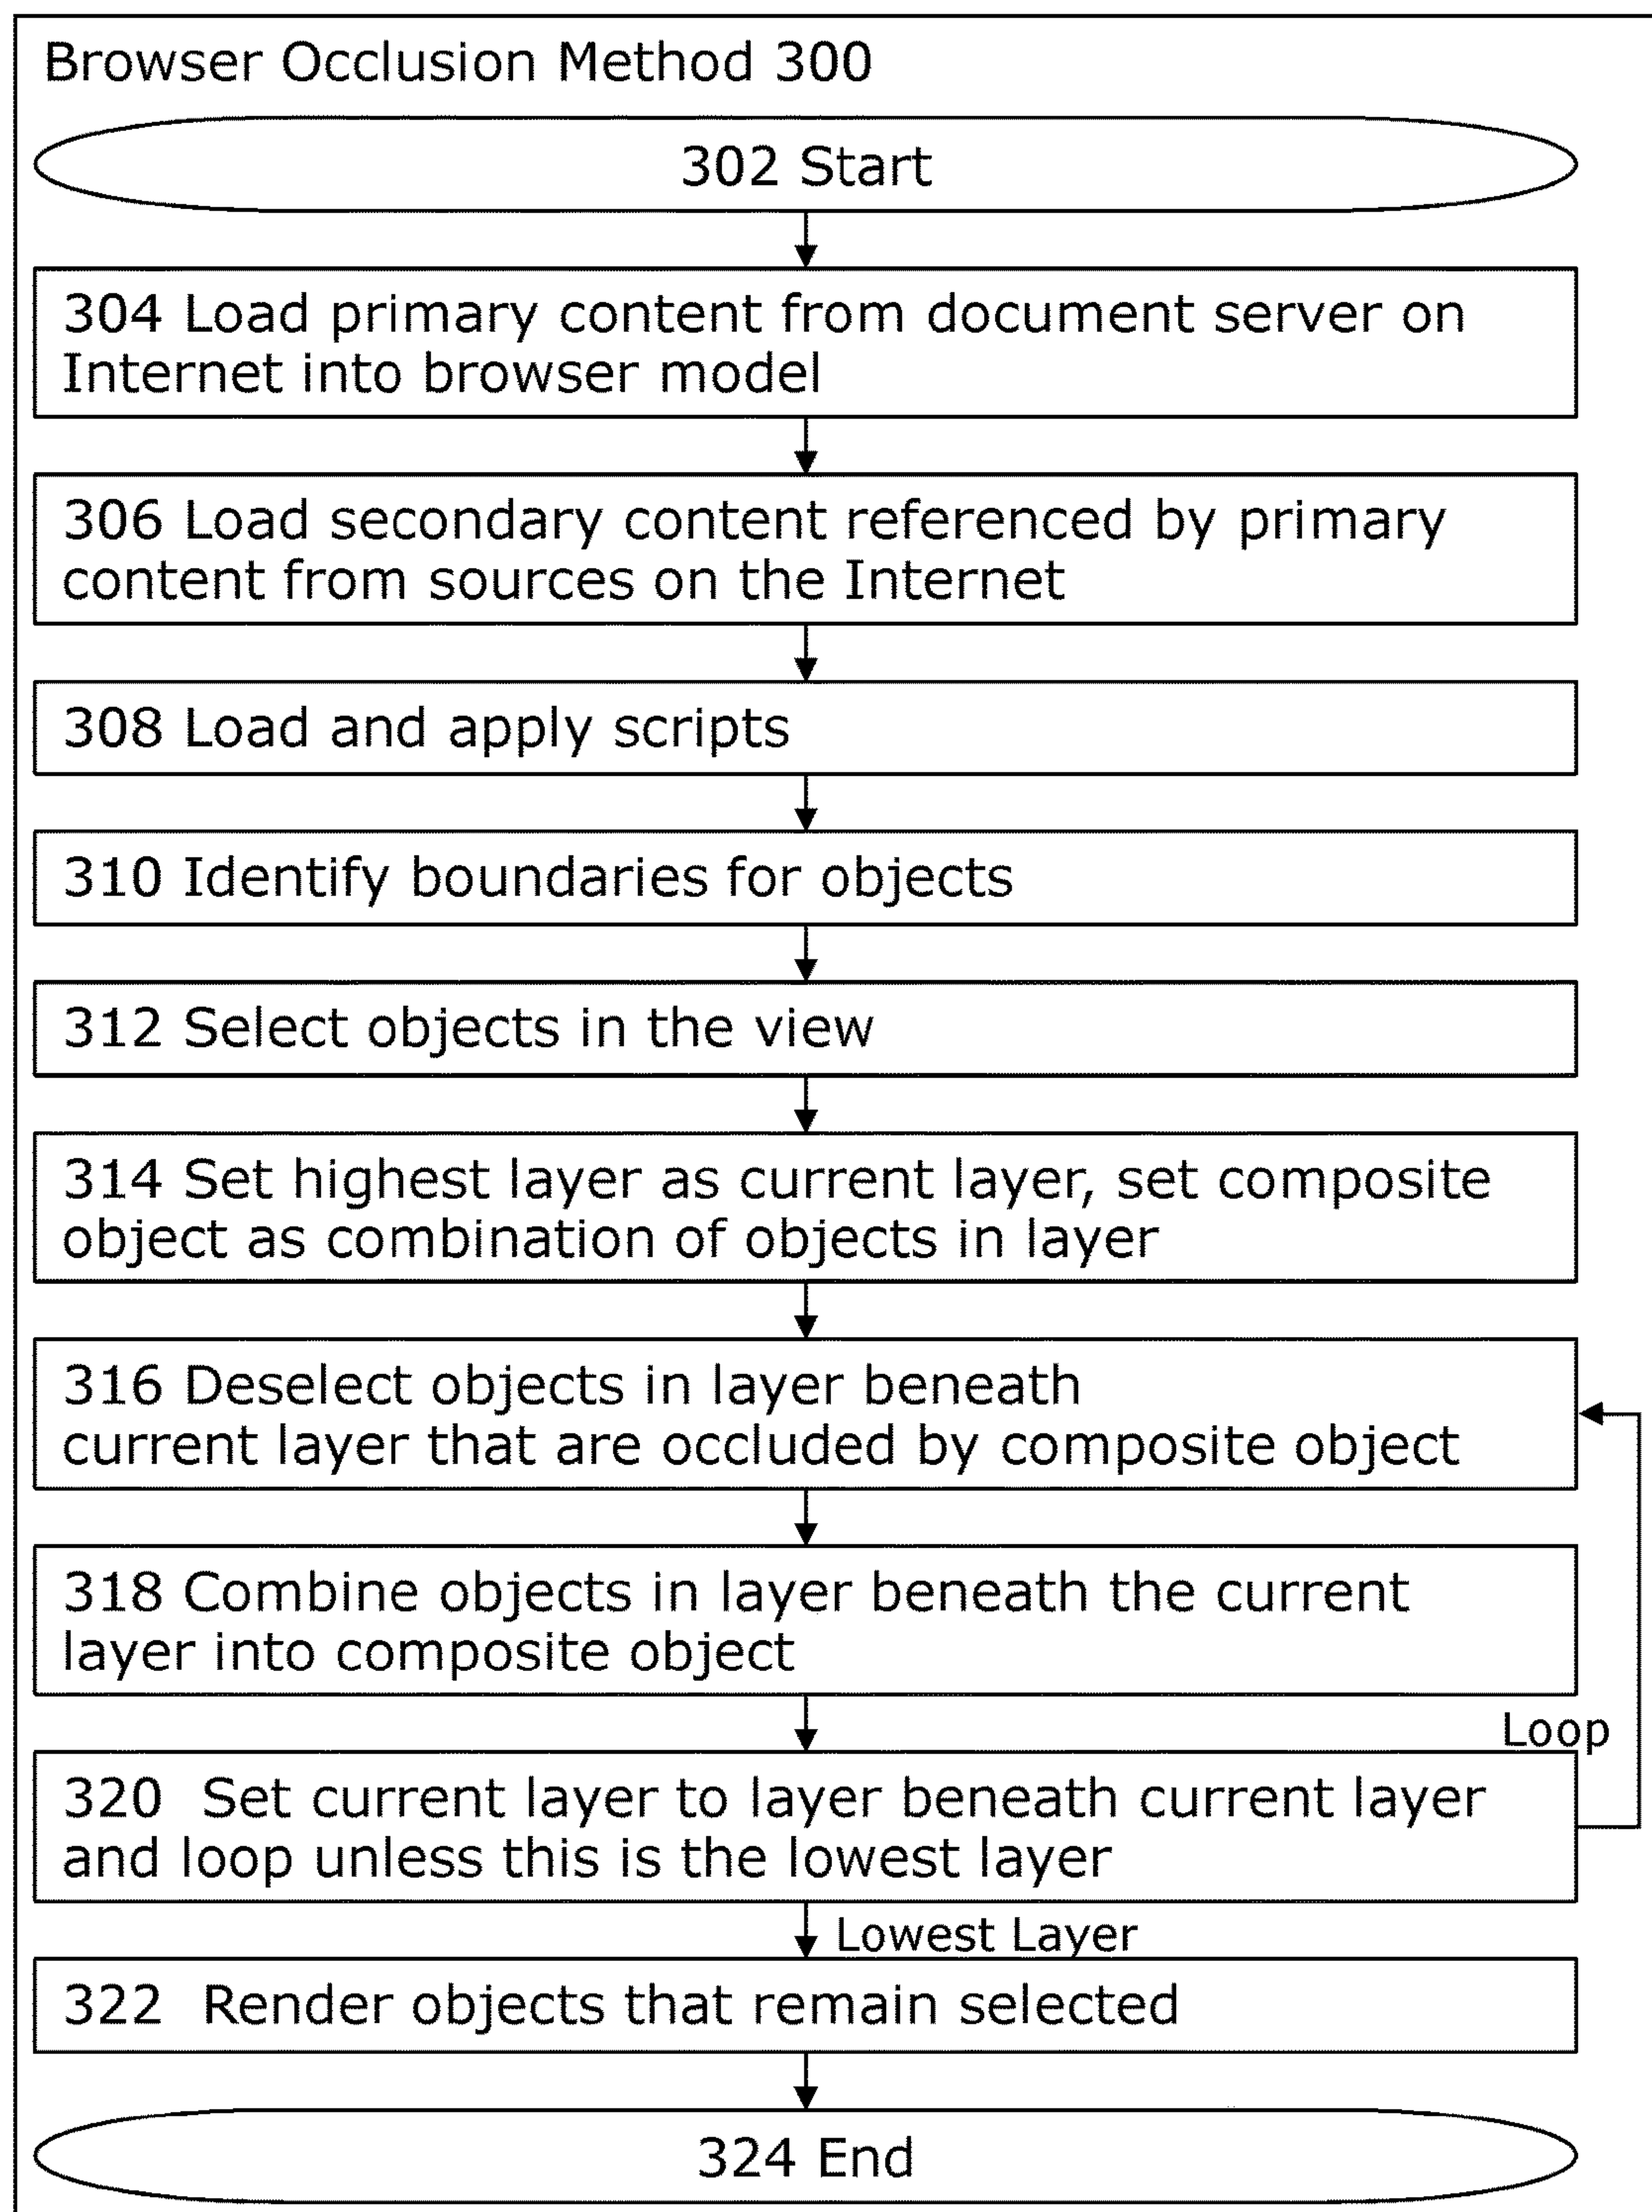 Browser Occlusion Method 300
302 Start
304 Load primary content from document server on
Internet into browser model
306 Load secondary content referenced by primary
content from sources on the Internet
308 Load and apply scripts
310 Identify boundaries for objects
312 Select objects in the view
314 Set highest layer as current layer, set composite
object as combination of objects in layer
316 Deselect objects in layer beneath
current layer that are occluded by composite object
318 Combine objects in layer beneath the current
layer into composite object
Loop
320 Set current layer to layer beneath current layer
and loop unless this is the lowest layer
Lowest Layer
322 Render objects that remain selected
324 End